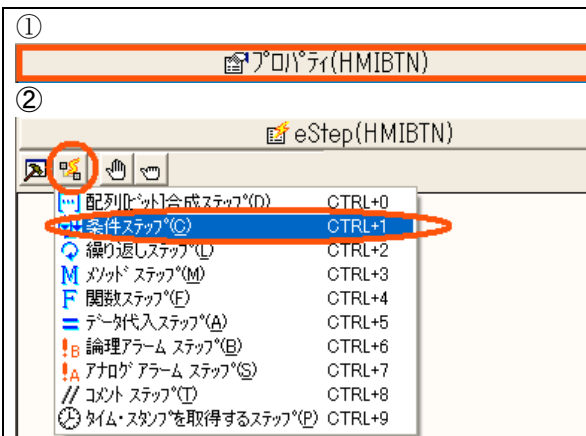 ①
ﾌﾟﾛﾊﾟﾃｨ(HMIBTN)
②
eStep(HMIBTN)
配列[ﾋﾞｯﾄ]合成ｽﾃｯﾌﾟ(D) CTRL+0
条件ｽﾃｯﾌﾟ(C) CTRL+1
繰り返しｽﾃｯﾌﾟ(L) CTRL+2
M ﾒｿｯﾄﾞ ｽﾃｯﾌﾟ(M) CTRL+3
F 関数ｽﾃｯﾌﾟ(F) CTRL+4
= ﾃﾞｰﾀ代入ｽﾃｯﾌﾟ(A) CTRL+5
!B 論理ｱﾗｰﾑ ｽﾃｯﾌﾟ(B) CTRL+6
!A ｱﾅﾛｸﾞ ｱﾗｰﾑ ｽﾃｯﾌﾟ(S) CTRL+7
// ｺﾒﾝﾄ ｽﾃｯﾌﾟ(T) CTRL+8
ﾀｲﾑ・ｽﾀﾝﾌﾟを取得するｽﾃｯﾌﾟ(P) CTRL+9